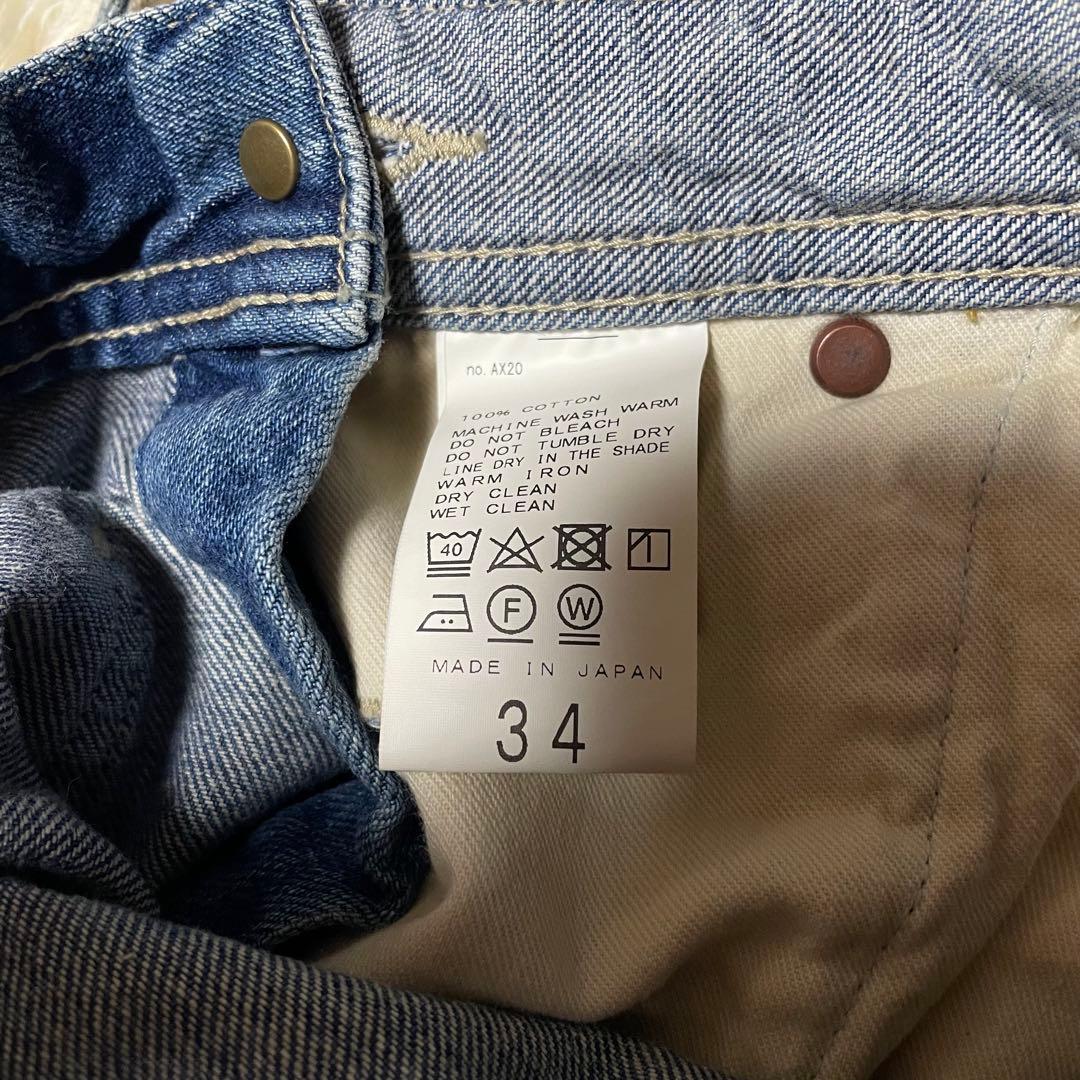 no. AX20
100% COTTON
MACHINE WASH WARM
DO NOT BLEACH
DO NOT TUMBLE DRY
LINE DRY IN THE SHADE
WARM IRON
DRY CLEAN
WET CLEAN
40
F W
MADE IN JAPAN
34